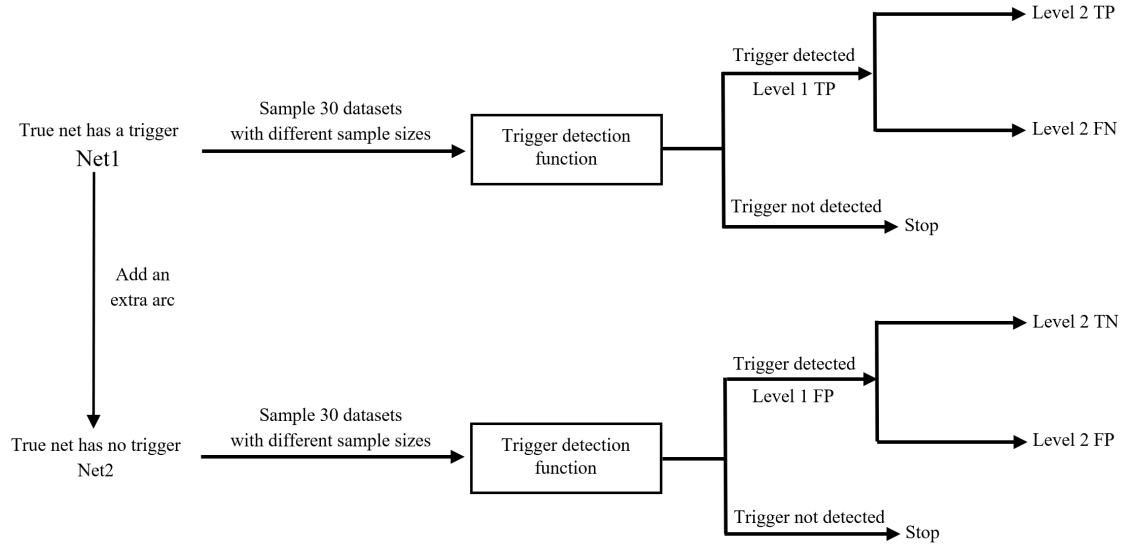 Level 2 TP
Trigger detected
Level 1 TP
Sample 30 datasets
with different sample sizes
True net has a trigger
Net1
Trigger detection
function
Level 2 FN
Trigger not detected
Stop
Add an
extra arc
Level 2 TN
Trigger detected
Level 1 FP
Sample 30 datasets
with different sample sizes
True net has no trigger
Net2
Trigger detection
function
Level 2 FP
Trigger not detected
Stop